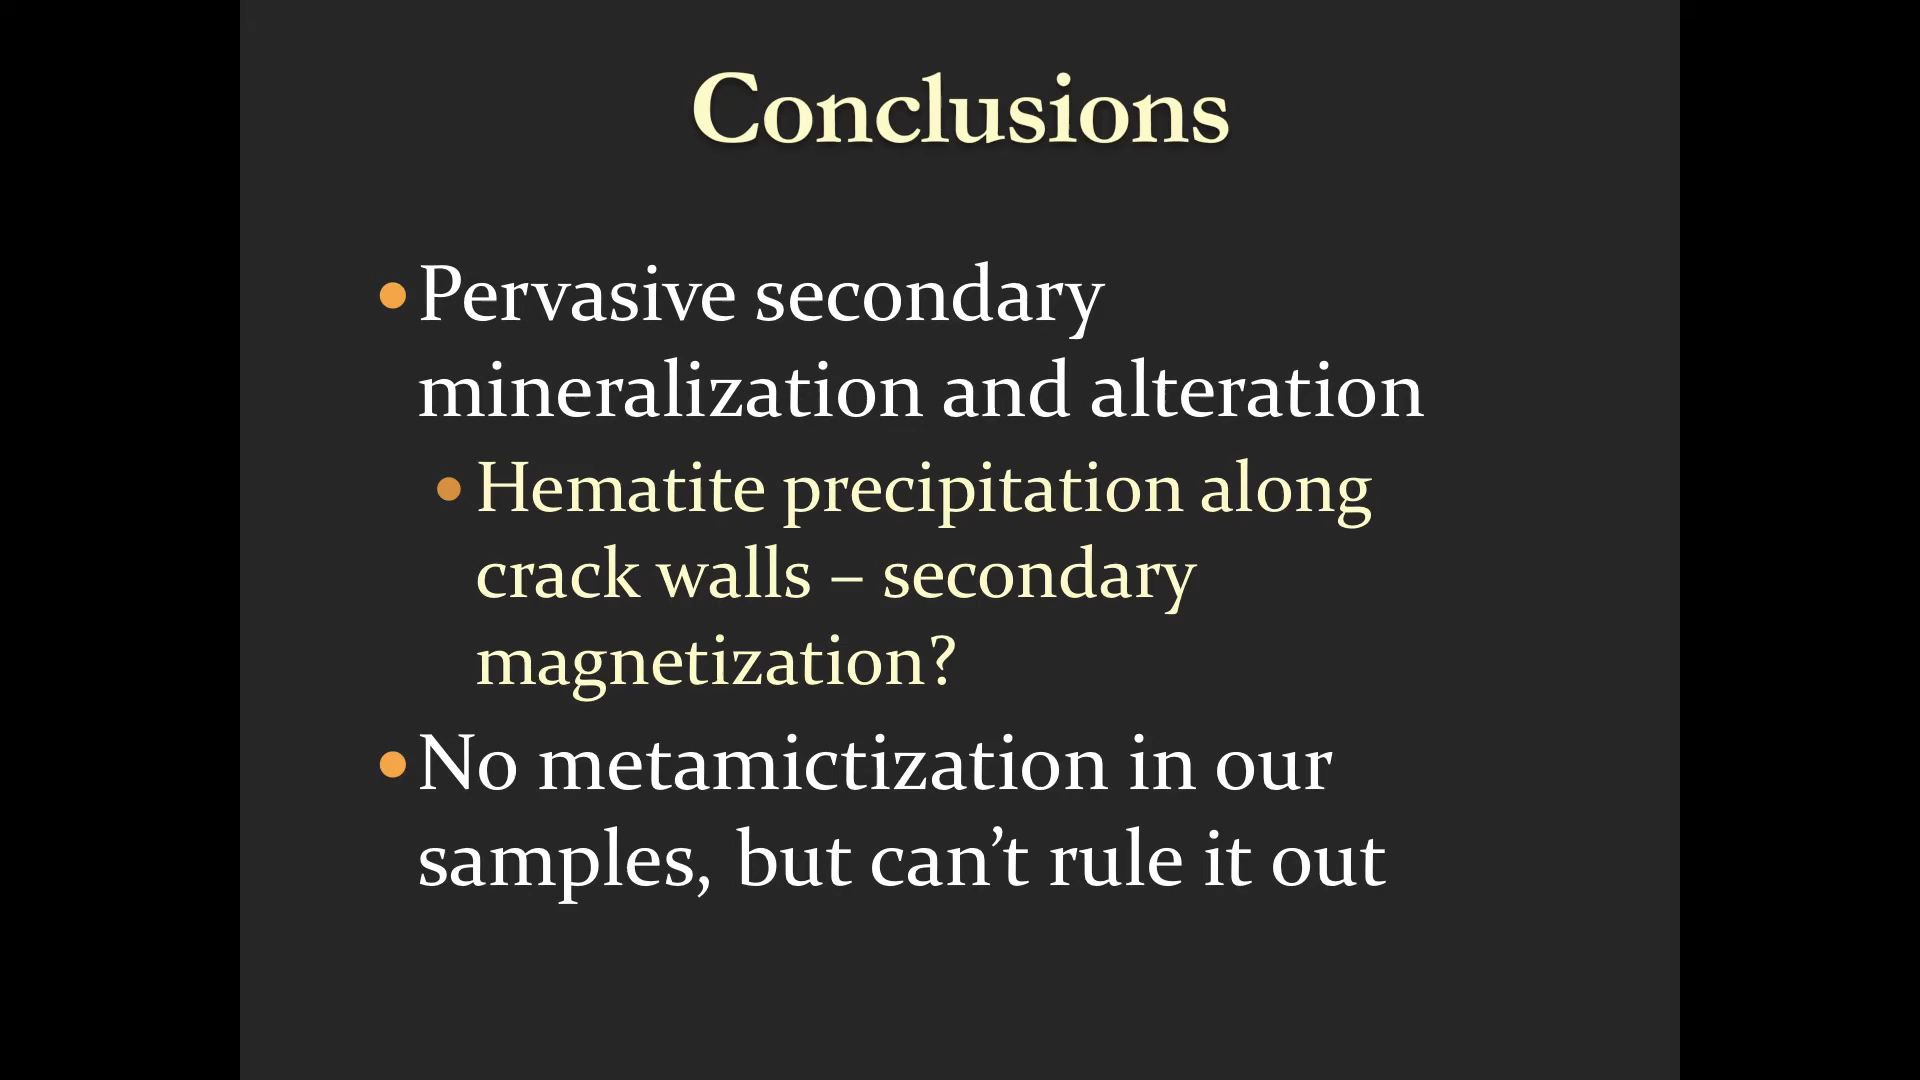 Conclusions
• Pervasive secondary
mineralization and alteration
• Hematite precipitation along
crack walls – secondary
magnetization?
• No metamictization in our
samples, but can’t rule it out